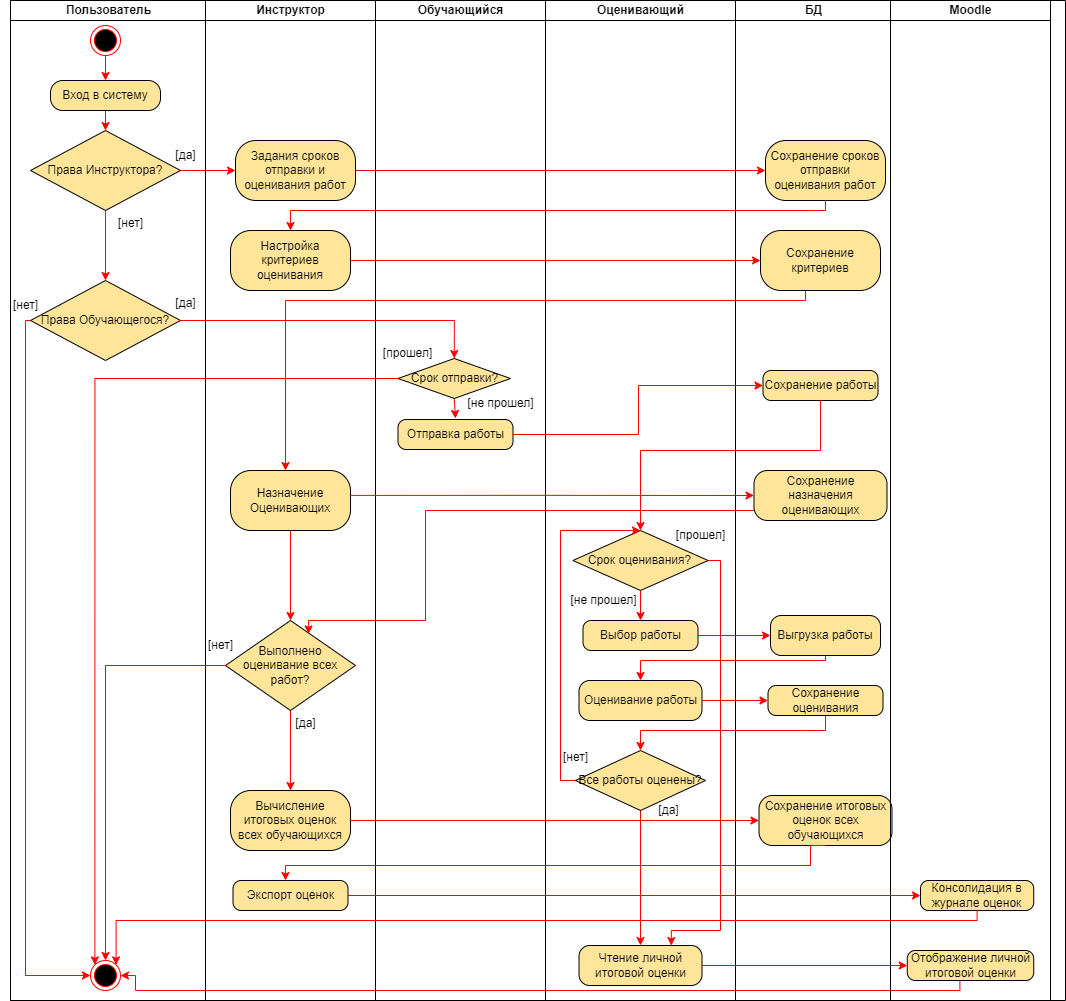 Пользователь
Инструктор
Обучающийся
Оценивающий
БД
Moodle
Вход в систему
Права Инструктора?
[да]
[нет]
Задания сроков
отправки и
оценивания работ
Сохранение сроков
отправки
оценивания работ
Настройка
критериев
оценивания
Сохранение
критериев
[нет]
[да]
Права Обучающегося?
[прошел]
Срок отправки?
[не прошел]
Отправка работы
Сохранение работы
Назначение
Оценивающих
Сохранение
назначения
оценивающих
[прошел]
Срок оценивания?
[не прошел]
Выбор работы
Выгрузка работы
[нет]
Выполнено
оценивание всех
работ?
[да]
Оценивание работы
Сохранение
оценивания
[нет]
Все работы оценены?
[да]
Вычисление
итоговых оценок
всех обучающихся
Сохранение итоговых
оценок всех
обучающихся
Экспорт оценок
Консолидация в
журнале оценок
Чтение личной
итоговой оценки
Отображение личной
итоговой оценки